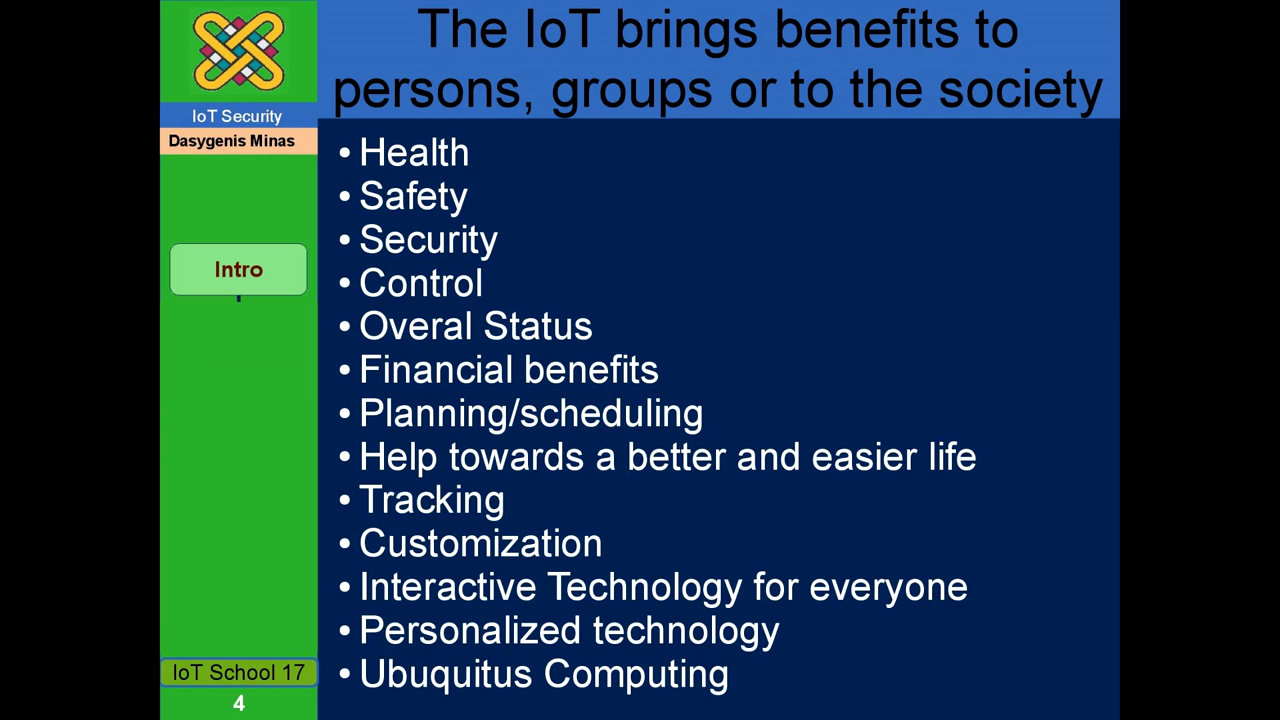 The IoT brings benefits to
persons, groups or to the society
IoT Security
Dasygenis Minas
Intro
• Health
• Safety
• Security
• Control
• Overal Status
• Financial benefits
• Planning/scheduling
• Help towards a better and easier life
• Tracking
• Customization
• Interactive Technology for everyone
• Personalized technology
• Ubuquitus Computing
IoT School 17
4